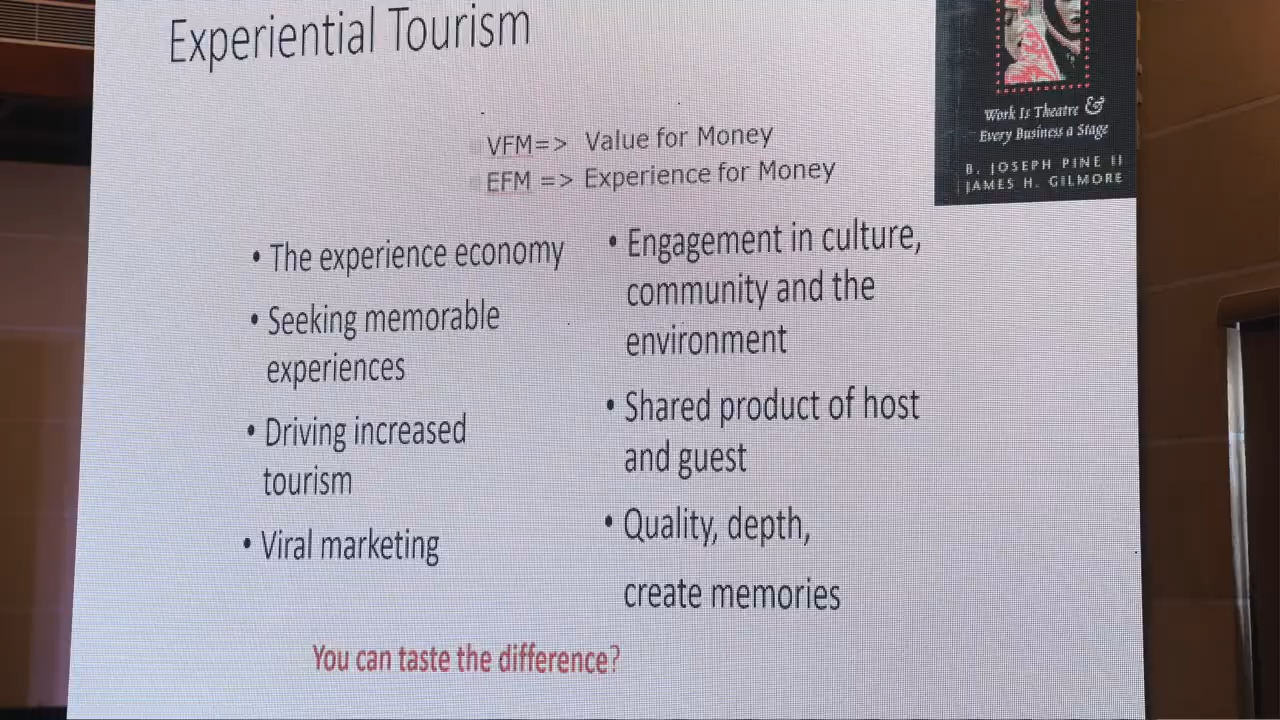 Experiential Tourism
Work Is Theatre &
Every Business a Stage
B. JOSEPH PINE II
JAMES H. GILMORE
VFM=> Value for Money
EFM => Experience for Money
• The experience economy
• Seeking memorable
experiences
• Driving increased
tourism
• Viral marketing
• Engagement in culture,
community and the
environment
• Shared product of host
and guest
• Quality, depth,
create memories
You can taste the difference?